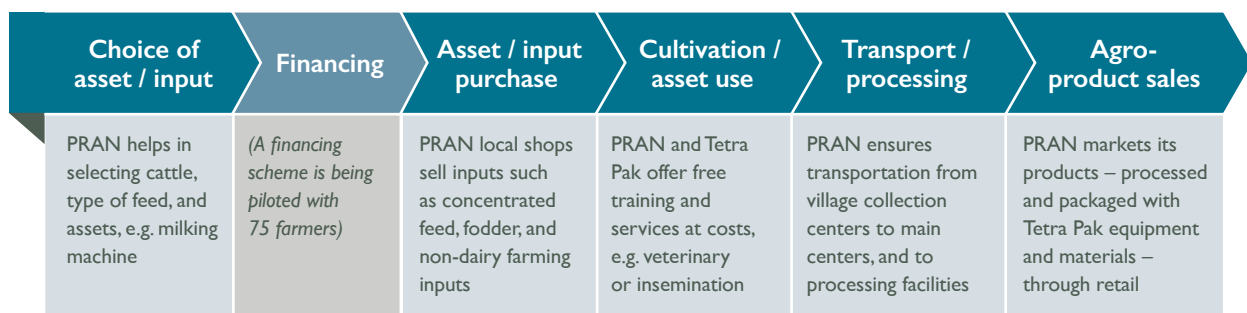 Choice of
asset / input
Financing
Asset / input
purchase
Cultivation /
asset use
Transport /
processing
Agro-
product sales
PRAN helps in
selecting cattle,
type of feed, and
assets, e.g. milking
machine
(A financing
scheme is being
piloted with
75 farmers)
PRAN local shops
sell inputs such
as concentrated
feed, fodder, and
non-dairy farming
inputs
PRAN and Tetra
Pak offer free
training and
services at costs,
e.g. veterinary
or insemination
PRAN ensures
transportation from
village collection
centers to main
centers, and to
processing facilities
PRAN markets its
products – processed
and packaged with
Tetra Pak equipment
and materials –
through retail